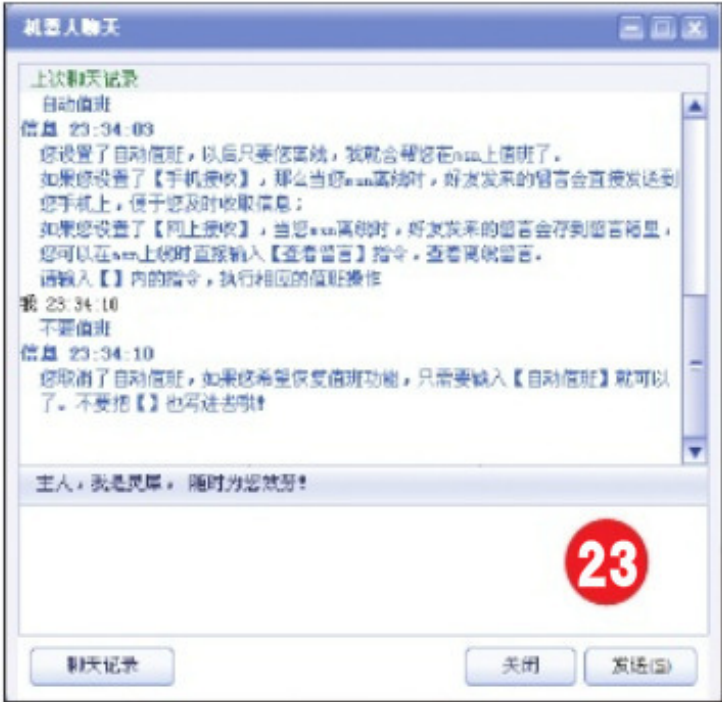 机器人聊天
上次聊天记录
自动值班
信息 23:34:03
您设置了自动值班，以后只要您离线，我就会帮您在msn上值班了。
如果您设置了【手机接收】，那么当您msn离线时，好友发来的留言会直接发送到
您手机上，便于您及时收取信息；
如果您设置了【网上接收】，当您msn离线时，好友发来的留言会存到留言箱里，
您可以在msn上线时直接输入【查看留言】指令，查看离线留言。
请输入【】内的指令，执行相应的值班操作
我 23:34:10
不要值班
信息 23:34:10
您取消了自动值班，如果您希望恢复值班功能，只需要输入【自动值班】就可以
了。不要把【】也写进去哦！
主人，我是灵犀， 随时为您效劳！
23
聊天记录
关闭
发送(S)